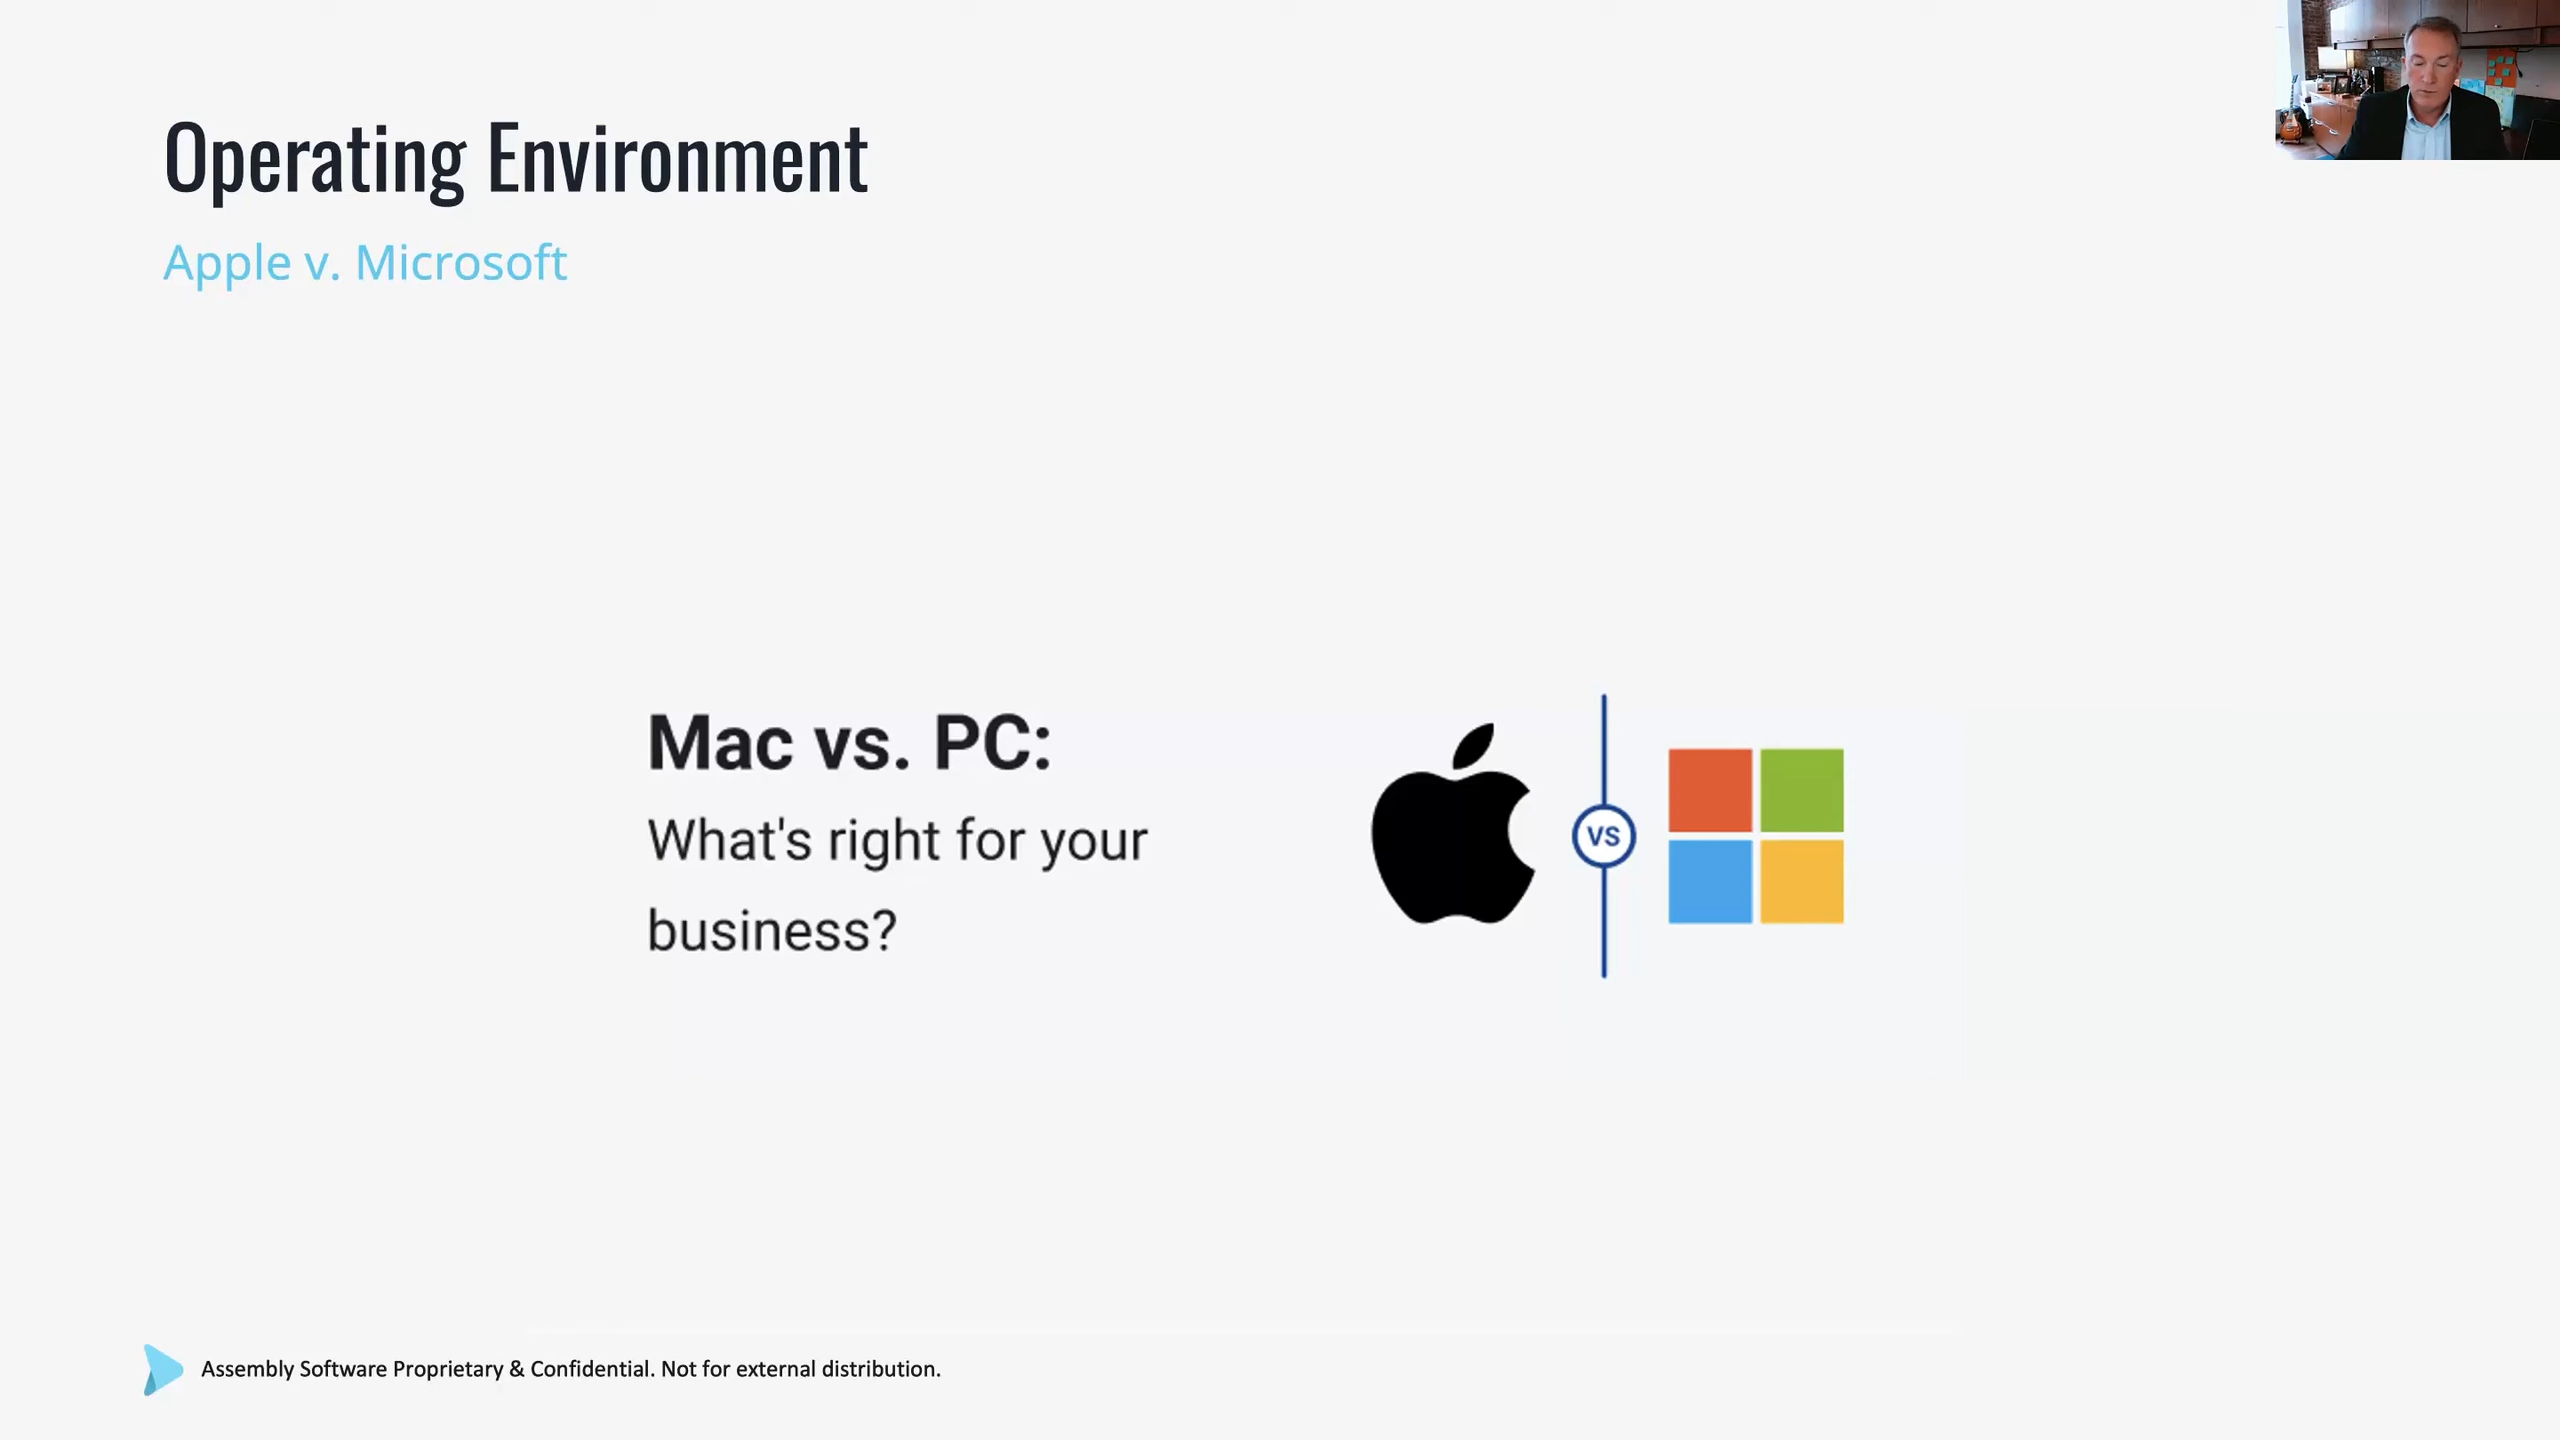 Operating Environment
Apple v. Microsoft
Mac vs. PC:
What's right for your
business?
VS
Assembly Software Proprietary & Confidential. Not for external distribution.